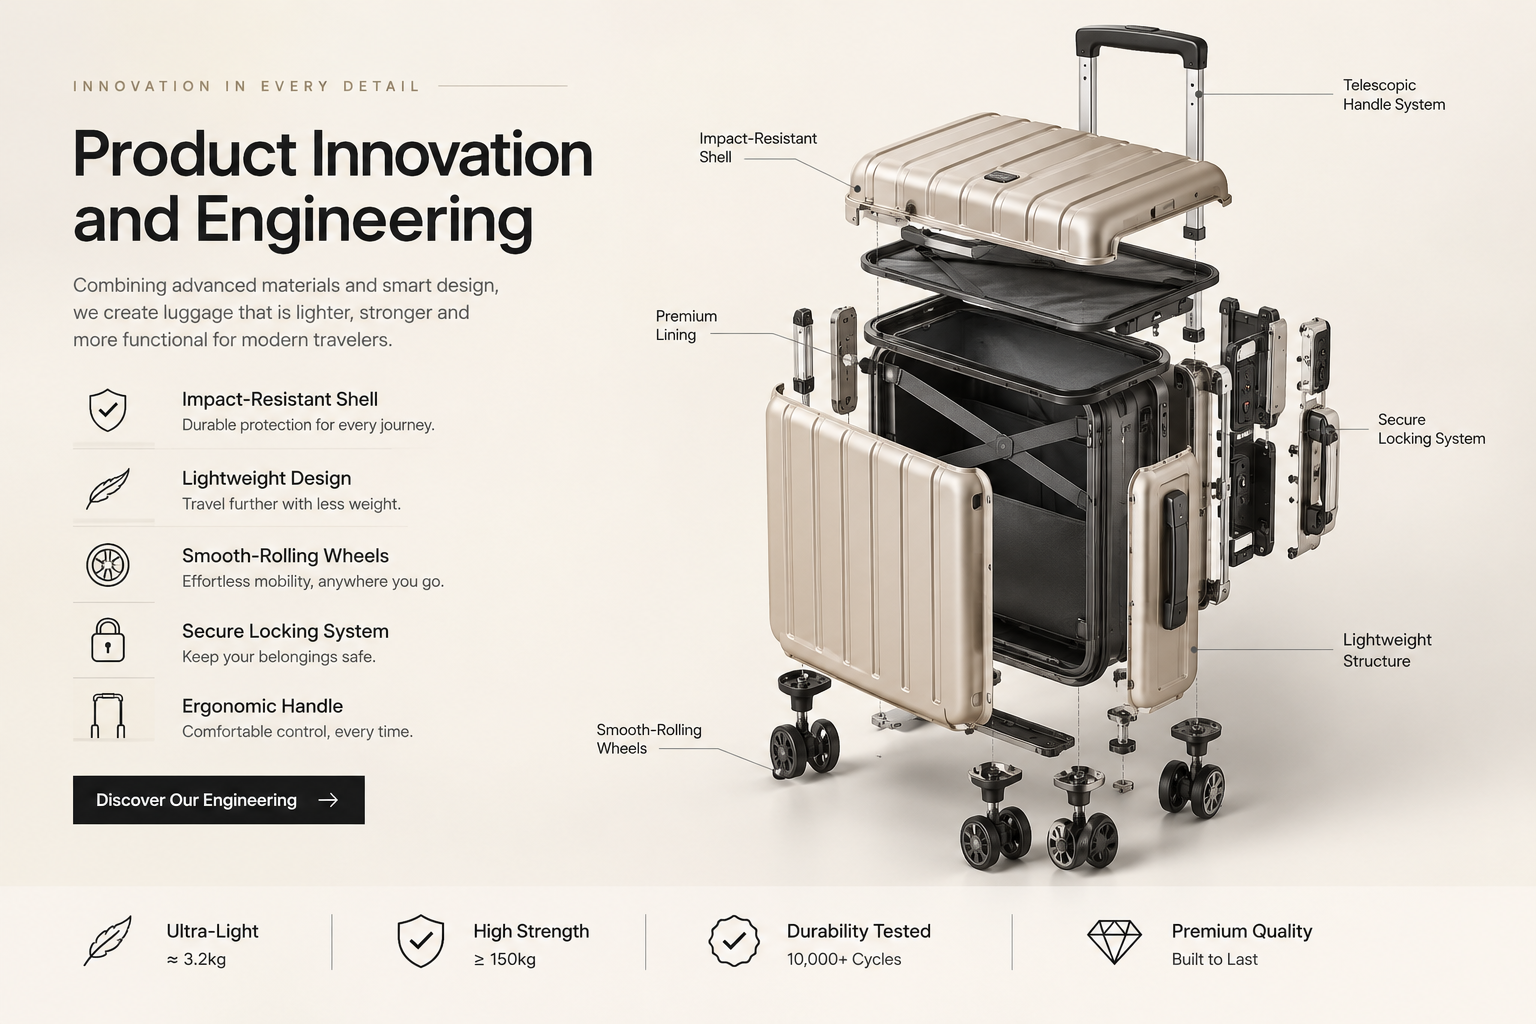 INNOVATION IN EVERY DETAIL
Product Innovation
and Engineering
Combining advanced materials and smart design,
we create luggage that is lighter, stronger and
more functional for modern travelers.
Impact-Resistant Shell
Durable protection for every journey.
Lightweight Design
Travel further with less weight.
Smooth-Rolling Wheels
Effortless mobility, anywhere you go.
Secure Locking System
Keep your belongings safe.
Ergonomic Handle
Comfortable control, every time.
Discover Our Engineering
Telescopic
Handle System
Impact-Resistant
Shell
Premium
Lining
Secure
Locking System
Lightweight
Structure
Smooth-Rolling
Wheels
Ultra-Light
≈ 3.2kg
High Strength
≥ 150kg
Durability Tested
10,000+ Cycles
Premium Quality
Built to Last